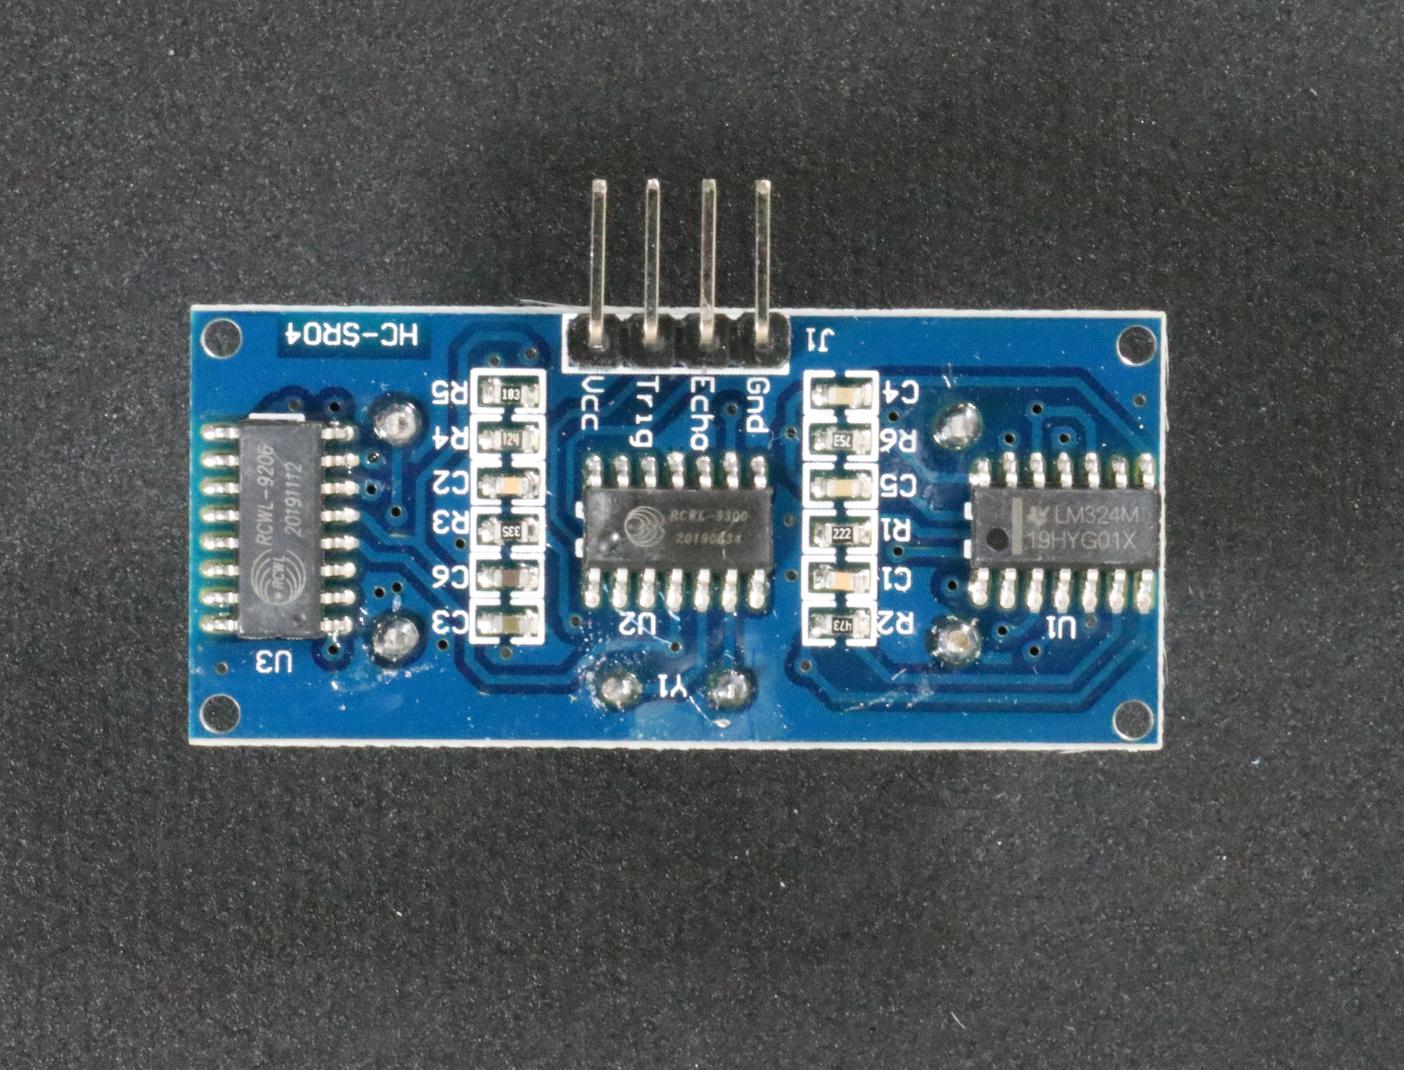 HC-SR04
J1
Vcc
Trig
Echo
Gnd
R5
183
R4
124
C2
R3
335
C6
C3
C4
R6
753
C5
R1
222
C1
R2
473
RCWL-9206
20191112
RCWL
U3
RCWL-9300
U2
Y1
LM324M
19HYG01X
U1